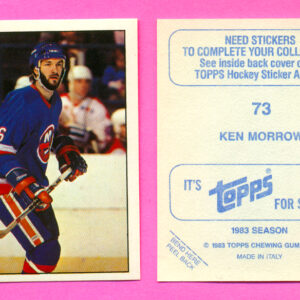 NEED STICKERS
TO COMPLETE YOUR COL
See inside back cover o
TOPPS Hockey Sticker A
73
KEN MORROW
IT'S
topps
FOR S
1983 SEASON
BEND HERE
PEEL BACK
© 1983 TOPPS CHEWING GUM
MADE IN ITALY